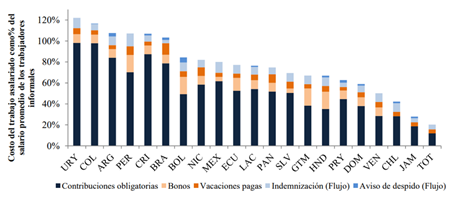 Costo del trabajo asalariado como% del
salario promedio de los trabajadores
informales
120%
100%
80%
60%
40%
20%
0%
URY COL ARG PER CRI BRA BOL NIC MEX ECU LAC PAN SLV GTM HND PRY DOM VEN CHL JAM TOT
Contribuciones obligatorias Bonos Vacaciones pagas Indemnización (Flujo) Aviso de despido (Flujo)